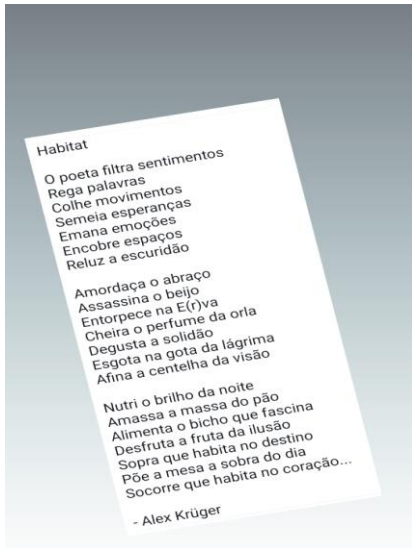 Habitat
O poeta filtra sentimentos
Rega palavras
Colhe movimentos
Semeia esperanças
Emana emoções
Encobre espaços
Reluz a escuridão
Amordaça o abraço
Assassina o beijo
Entorpece na E(r)va
Cheira o perfume da orla
Degusta a solidão
Esgota na gota da lágrima
Afina a centelha da visão
Nutri o brilho da noite
Amassa a massa do pão
Alimenta o bicho que fascina
Desfruta a fruta da ilusão
Sopra que habita no destino
Põe a mesa a sobra do dia
Socorre que habita no coração...
- Alex Krüger